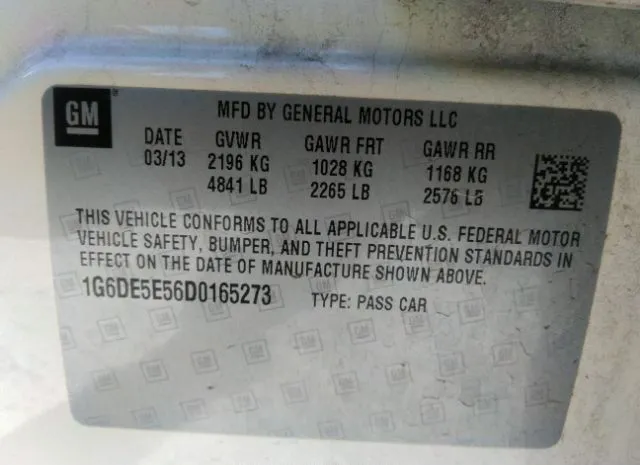 GM
MFD BY GENERAL MOTORS LLC
DATE GVWR GAWR FRT GAWR RR
03/13 2196 KG 1028 KG 1168 KG
4841 LB 2265 LB 2576 LB
THIS VEHICLE CONFORMS TO ALL APPLICABLE U.S. FEDERAL MOTOR
VEHICLE SAFETY, BUMPER, AND THEFT PREVENTION STANDARDS IN
EFFECT ON THE DATE OF MANUFACTURE SHOWN ABOVE.
1G6DE5E56D0165273 TYPE: PASS CAR